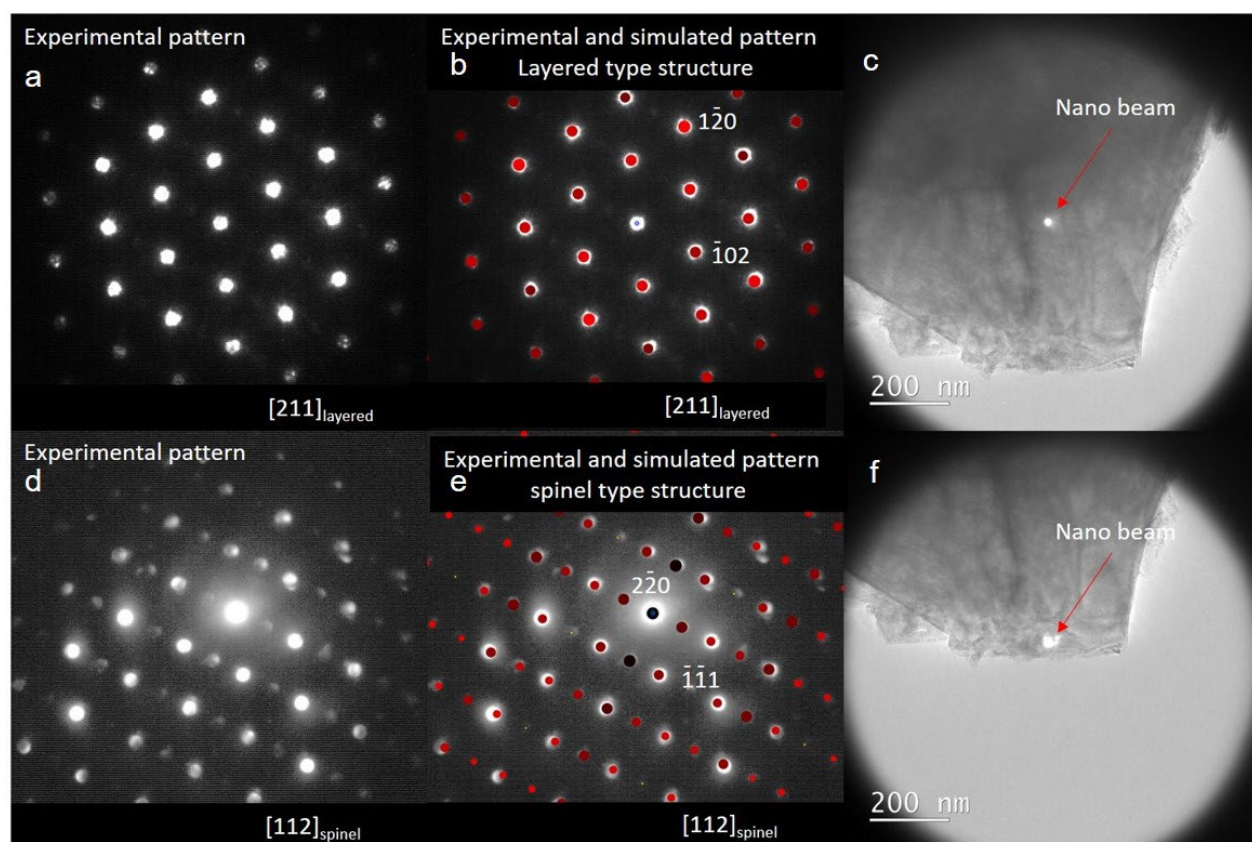 Experimental pattern
a
Experimental and simulated pattern
Layered type structure
b
12̅0
1̅02
c
Nano beam
200 nm
[211]layered
[211]layered
Experimental pattern
d
Experimental and simulated pattern
spinel type structure
e
22̅0
1̅1̅1
f
Nano beam
200 nm
[112]spinel
[112]spinel